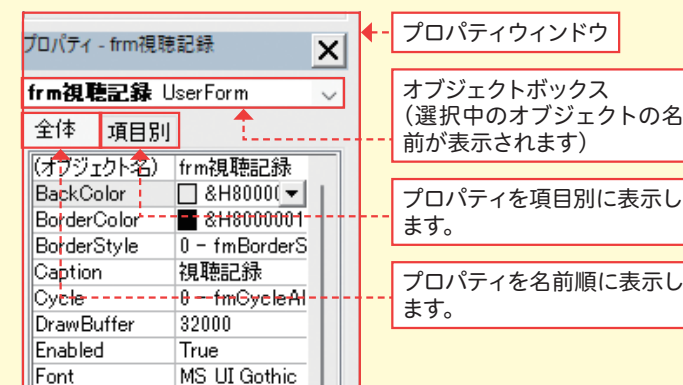 プロパティ - frm視聴記録
プロパティウィンドウ
frm視聴記録 UserForm
オブジェクトボックス
（選択中のオブジェクトの名
前が表示されます）
全体 項目別
(オブジェクト名) frm視聴記録
BackColor &H8000(
プロパティを項目別に表示し
ます。
BorderColor &H80000001
BorderStyle 0 - fmBorderS
Caption 視聴記録
プロパティを名前順に表示し
ます。
Cycle 0 - fmCycleAl
DrawBuffer 32000
Enabled True
Font MS UI Gothic